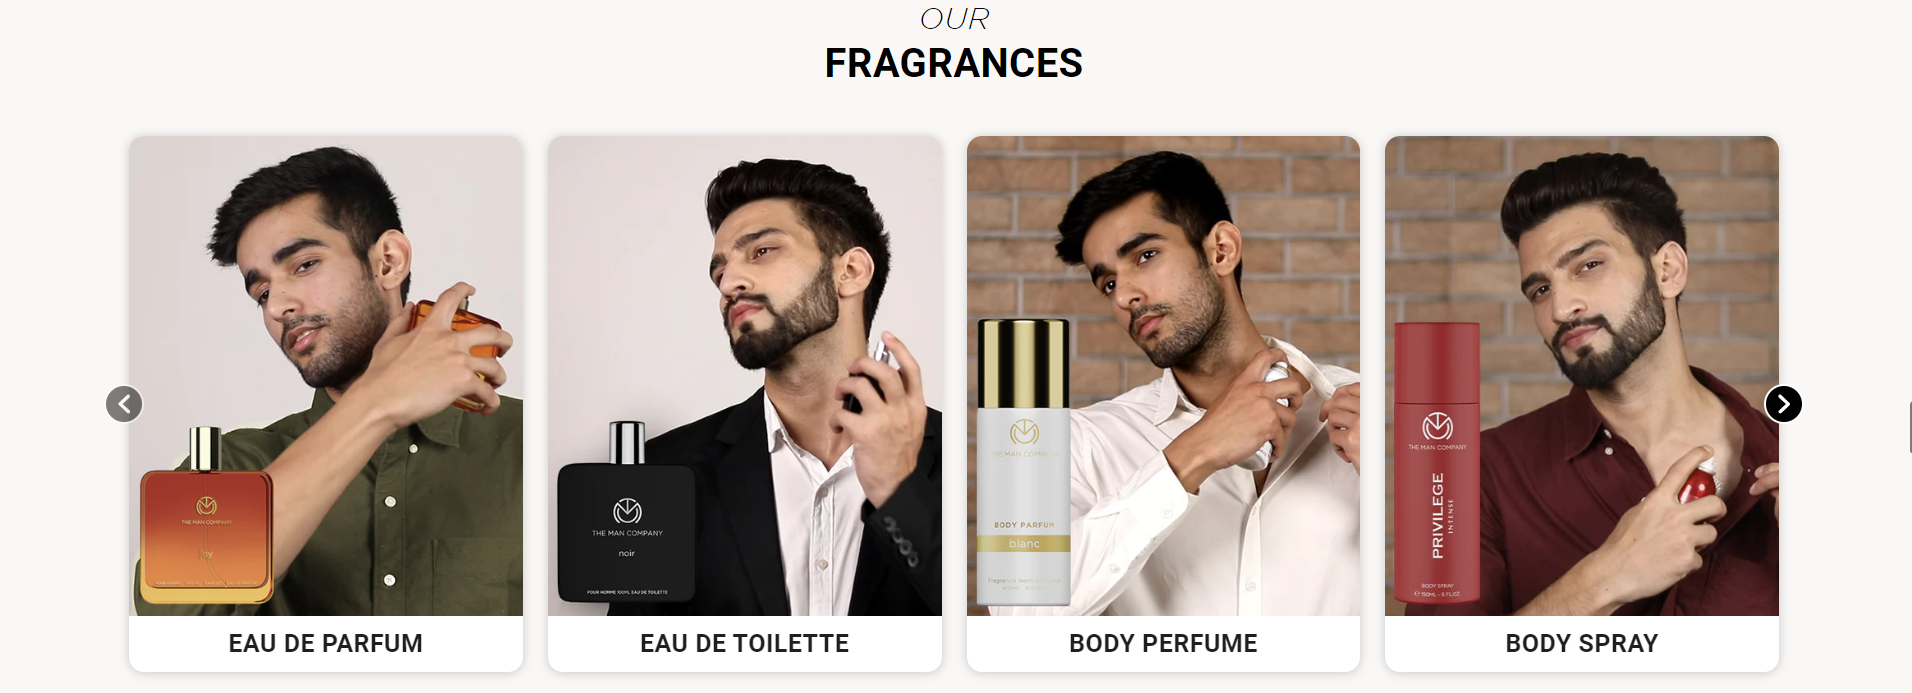 OUR
FRAGRANCES
THE MAN COMPANY
joy
THE MAN COMPANY
noir
POUR HOMME 100ML EAU DE TOILETTE
THE MAN COMPANY
BODY PARFUM
blanc
THE MAN COMPANY
PRIVILEGE
INTENSE
BODY SPRAY
150ML - 5 FL.OZ
EAU DE PARFUM
EAU DE TOILETTE
BODY PERFUME
BODY SPRAY